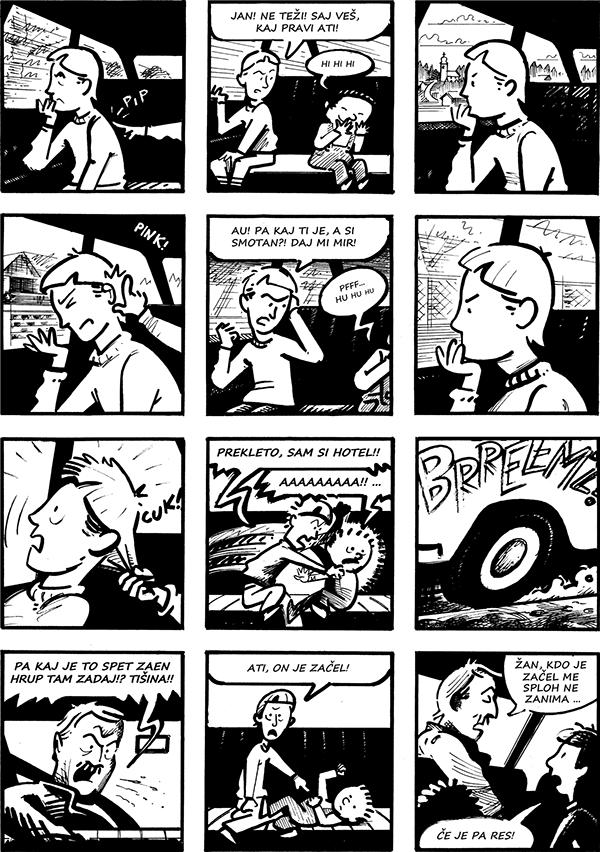 PIP
JAN! NE TEŽI! SAJ VEŠ,
KAJ PRAVI ATI!
HI HI HI
PINK!
AU! PA KAJ TI JE, A SI
SMOTAN?! DAJ MI MIR!
PFFF...
HU HU HU
CUK!
PREKLETO, SAM SI HOTEL!!
AAAAAAAAA!! ...
PA KAJ JE TO SPET ZAEN
HRUP TAM ZADAJ!? TIŠINA!!
ATI, ON JE ZAČEL!
ŽAN, KDO JE
ZAČEL ME
SPLOH NE
ZANIMA ...
ČE JE PA RES!